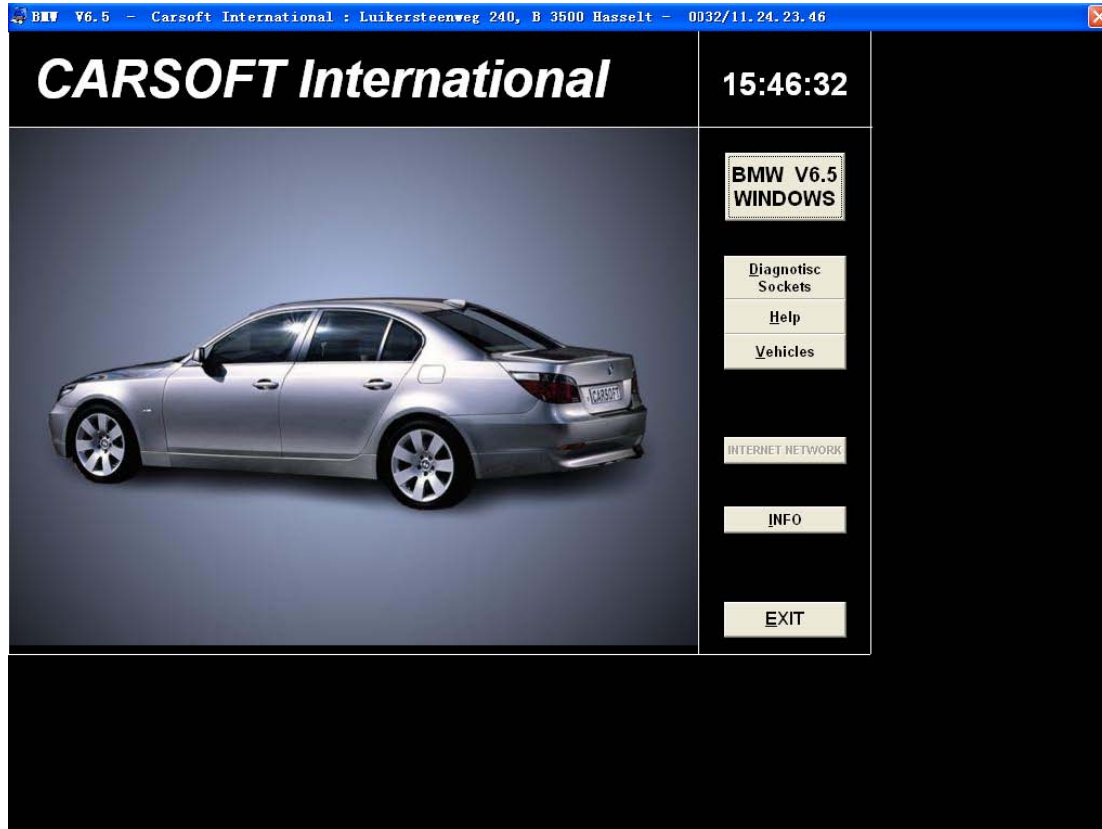 BMW V6.5 - Carsoft International : Luikersteenweg 240, B 3500 Hasselt - 0032/11.24.23.46
CARSOFT International
15:46:32
BMW V6.5
WINDOWS
Diagnotisc
Sockets
Help
Vehicles
CARSOFT
INTERNET NETWORK
INFO
EXIT